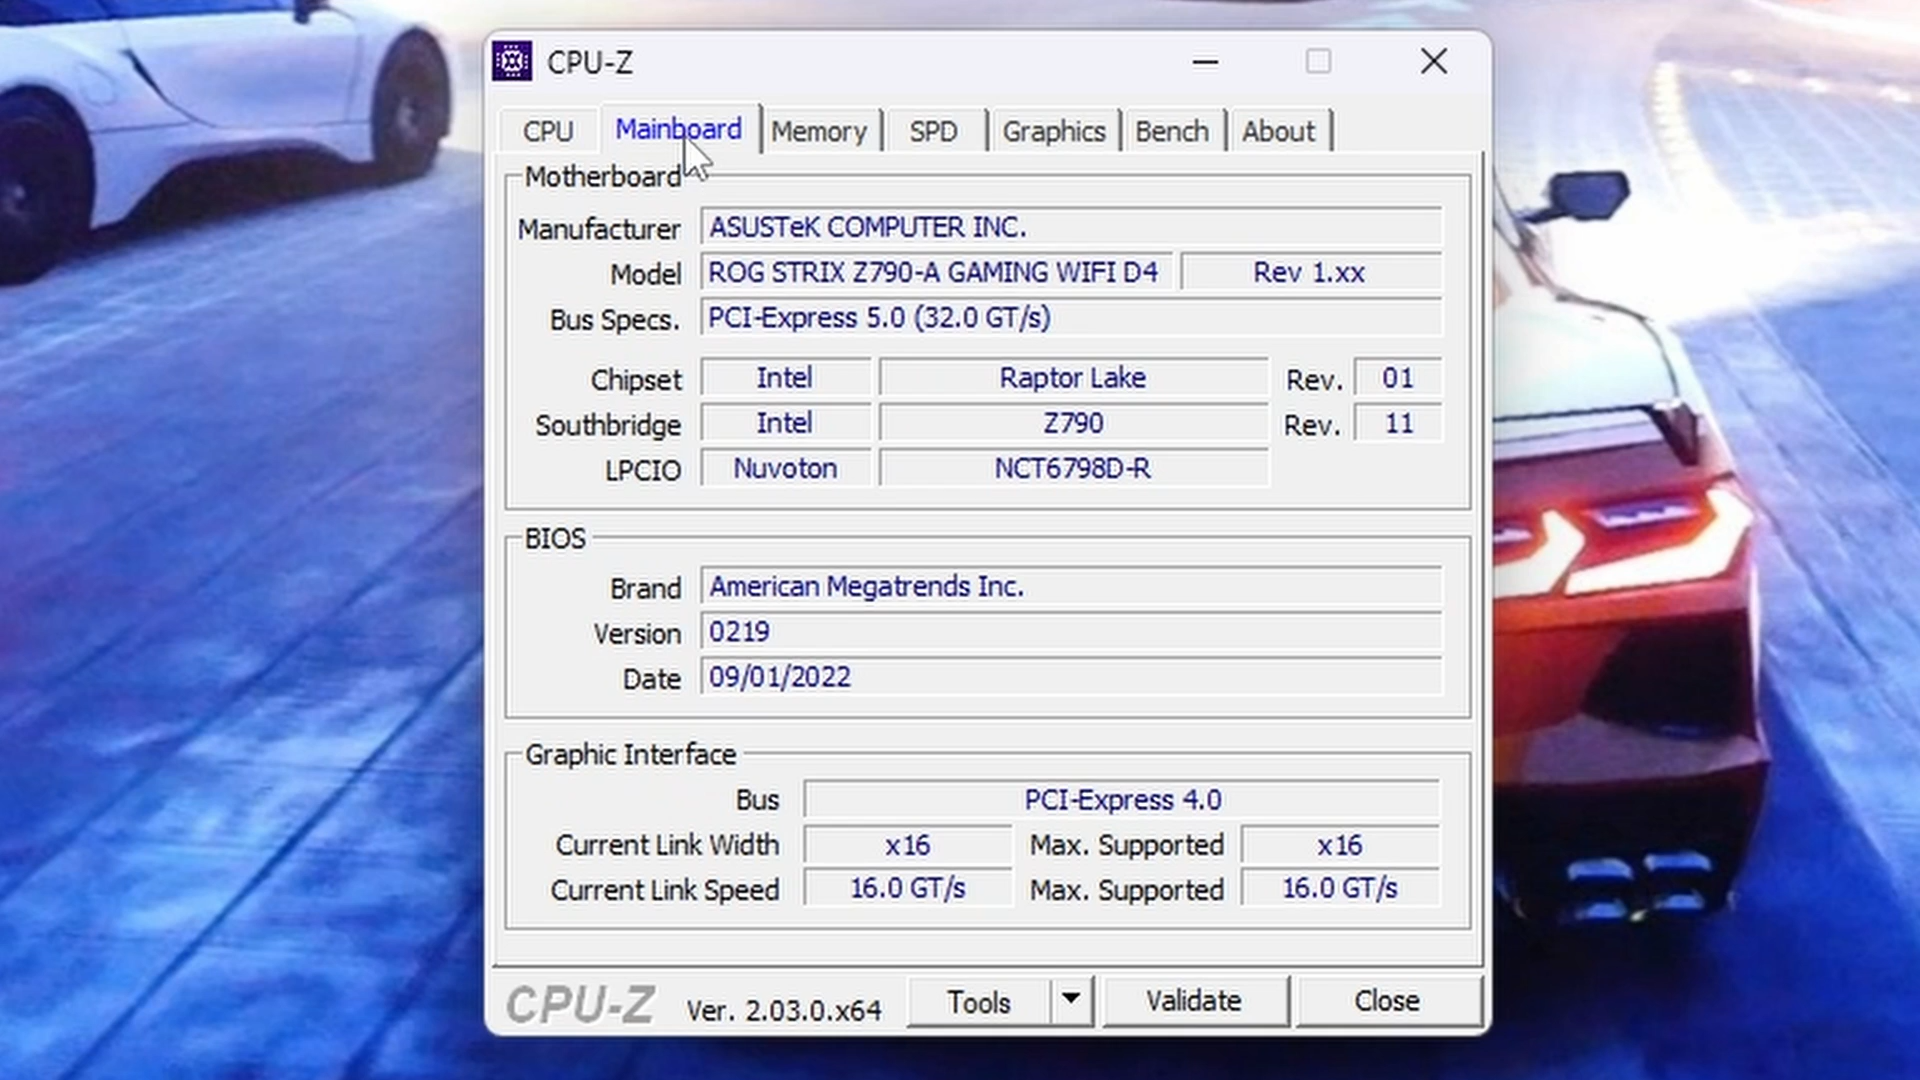 CPU-Z
CPU Mainboard Memory SPD Graphics Bench About
Motherboard
Manufacturer ASUSTeK COMPUTER INC.
Model ROG STRIX Z790-A GAMING WIFI D4 Rev 1.xx
Bus Specs. PCI-Express 5.0 (32.0 GT/s)
Chipset Intel Raptor Lake Rev. 01
Southbridge Intel Z790 Rev. 11
LPCIO Nuvoton NCT6798D-R
BIOS
Brand American Megatrends Inc.
Version 0219
Date 09/01/2022
Graphic Interface
Bus PCI-Express 4.0
Current Link Width x16 Max. Supported x16
Current Link Speed 16.0 GT/s Max. Supported 16.0 GT/s
CPU-Z Ver. 2.03.0.x64 Tools Validate Close